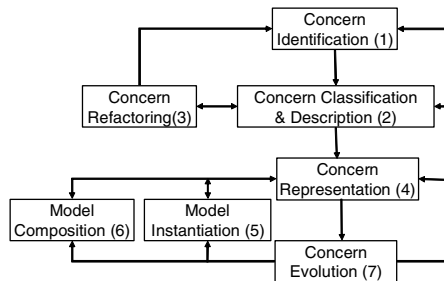 Concern
Identification (1)
Concern
Refactoring(3)
Concern Classification
& Description (2)
Concern
Representation (4)
Model
Composition (6)
Model
Instantiation (5)
Concern
Evolution (7)